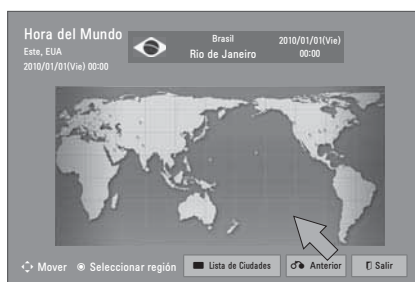 Hora del Mundo
Este, EUA
2010/01/01(Vie) 00:00
Brasil
Rio de Janeiro
2010/01/01(Vie)
00:00
Mover
Seleccionar región
Lista de Ciudades
Anterior
Salir